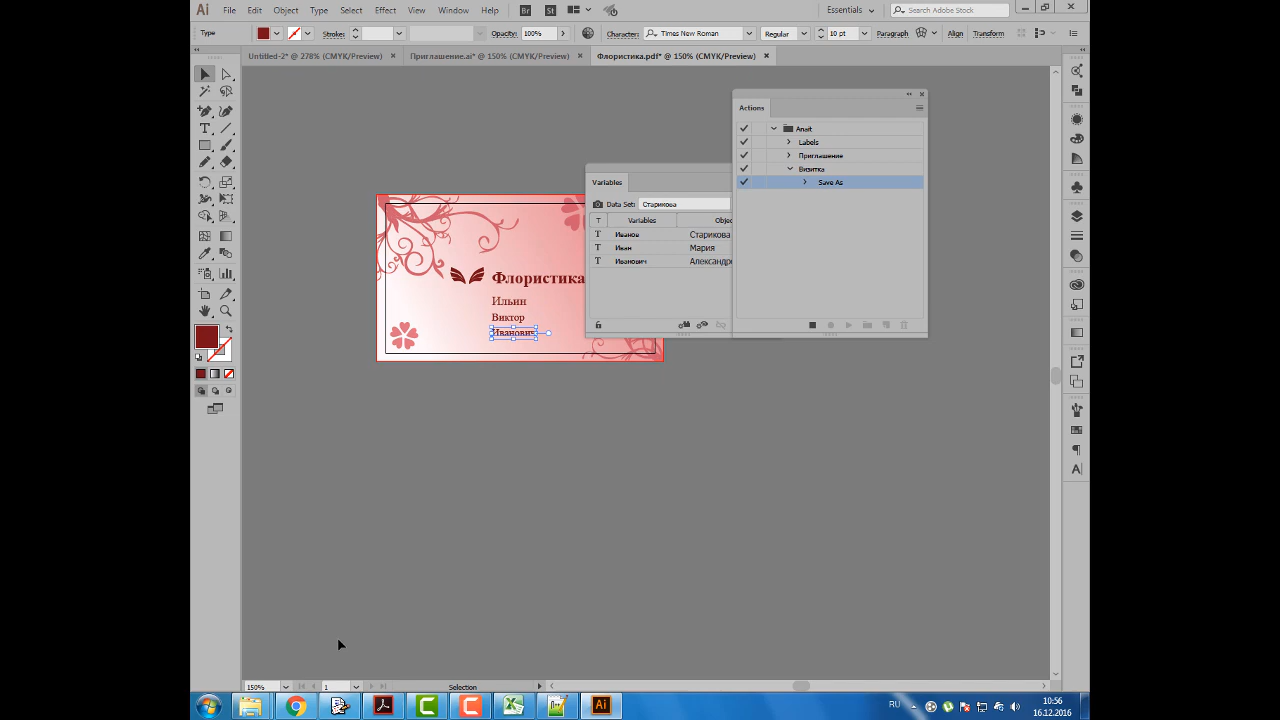 Ai File Edit Object Type Select Effect View Window Help Br St Essentials Search Adobe Stock
Type Stroke: Opacity: 100% Character: Times New Roman Regular 10 pt Paragraph Align Transform
Untitled-2* @ 278% (CMYK/Preview) Приглашение.ai* @ 150% (CMYK/Preview) Флористика.pdf* @ 150% (CMYK/Preview)
Actions
Anait
Labels
Приглашение
Визитка
Save As
Variables
Data Set: Старикова
T Variables Objec
T Иванов Старикова
T Иван Мария
T Иванович Александро
Флористика
Ильин
Виктор
Иванович
150% 1 Selection
Ai RU 10:56
16.12.2016